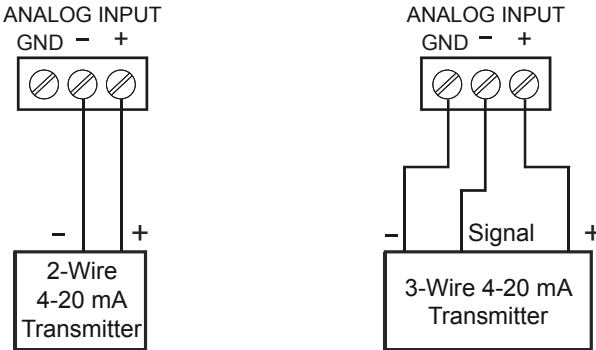 ANALOG INPUT
GND − +
− +
2-Wire
4-20 mA
Transmitter
ANALOG INPUT
GND − +
− Signal +
3-Wire 4-20 mA
Transmitter